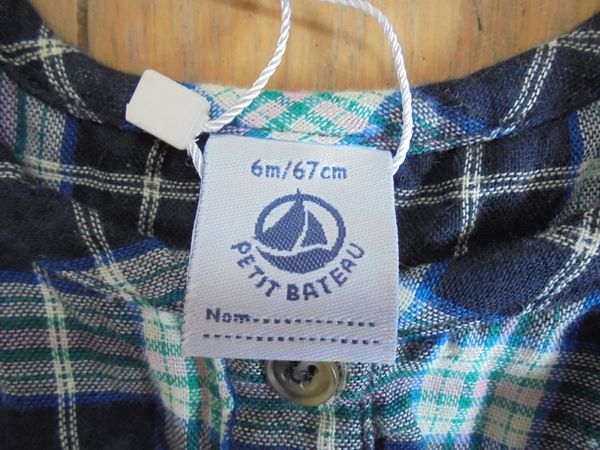 6m/67cm
PETIT BATEAU
Nom............
............